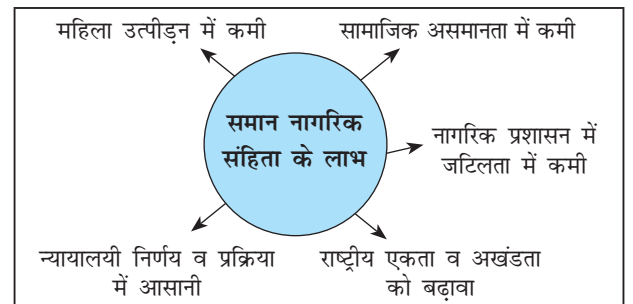 महिला उत्पीड़न में कमी
सामाजिक असमानता में कमी
समान नागरिक
संहिता के लाभ
नागरिक प्रशासन में
जटिलता में कमी
न्यायालयी निर्णय व प्रक्रिया
में आसानी
राष्ट्रीय एकता व अखंडता
को बढ़ावा